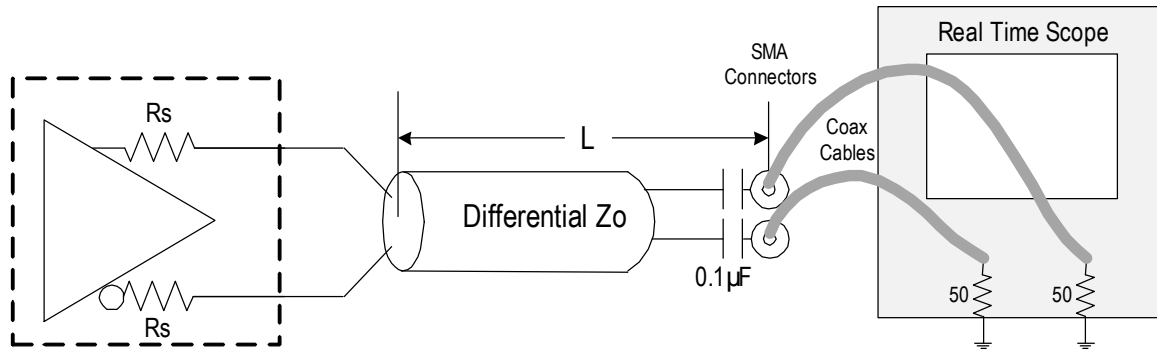 Real Time Scope
SMA
Connectors
Rs
L
Coax
Cables
Differential Zo
0.1µF
50
50
Rs